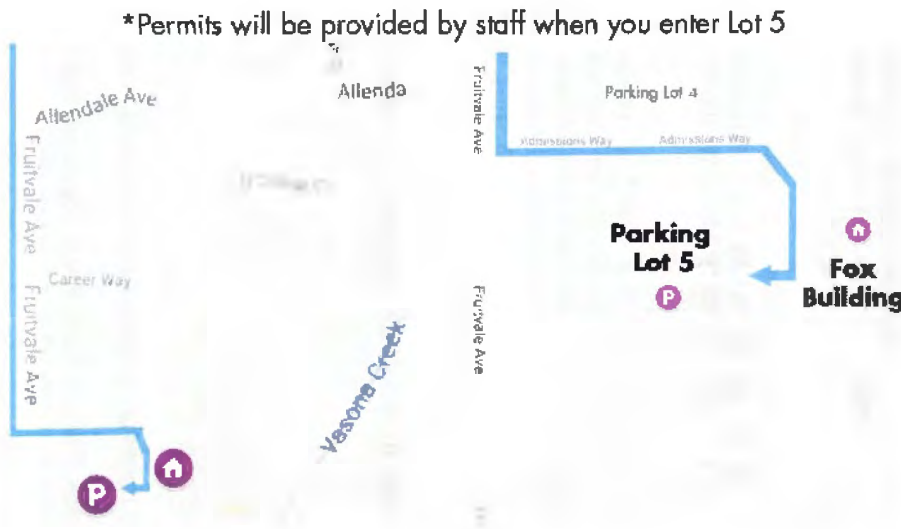 *Permits will be provided by staff when you enter Lot 5
Allendale Ave
Fruitvale Ave
Career Way
Fruitvale Ave
P
Allenda
Vasona Creek
Fruitvale Ave
Parking Lot 4
Admissions Way
Admissions Way
Parking
Lot 5
P
Fox
Building
Fruitvale Ave